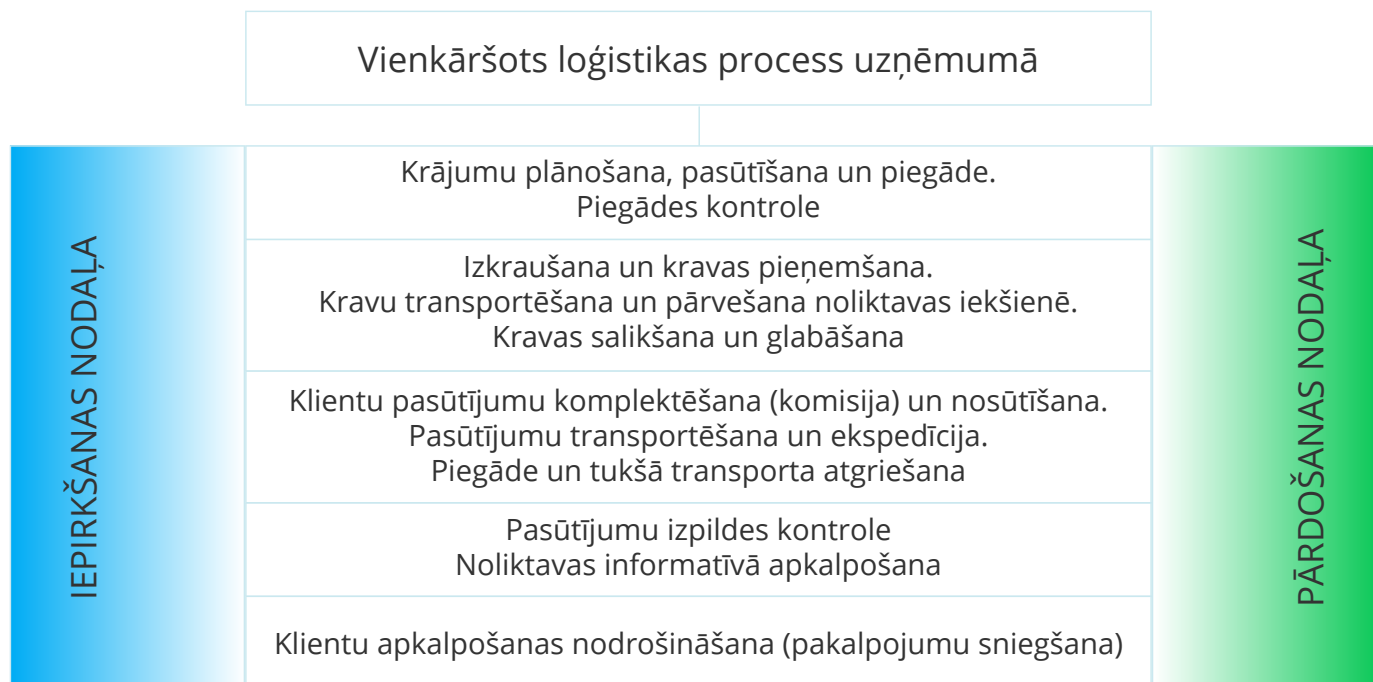 Vienkāršots loģistikas process uzņēmumā
IEPIRKŠANAS NODAĻA
Krājumu plānošana, pasūtīšana un piegāde.
Piegādes kontrole
Izkraušana un kravas pieņemšana.
Kravu transportēšana un pārvešana noliktavas iekšienē.
Kravas salikšana un glabāšana
Klientu pasūtījumu komplektēšana (komisija) un nosūtīšana.
Pasūtījumu transportēšana un ekspedīcija.
Piegāde un tukšā transporta atgriešana
Pasūtījumu izpildes kontrole
Noliktavas informatīvā apkalpošana
Klientu apkalpošanas nodrošināšana (pakalpojumu sniegšana)
PĀRDOŠANAS NODAĻA